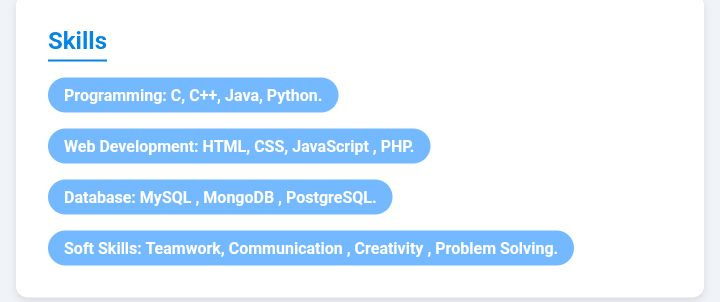 Skills
Programming: C, C++, Java, Python.
Web Development: HTML, CSS, JavaScript , PHP.
Database: MySQL , MongoDB , PostgreSQL.
Soft Skills: Teamwork, Communication , Creativity , Problem Solving.